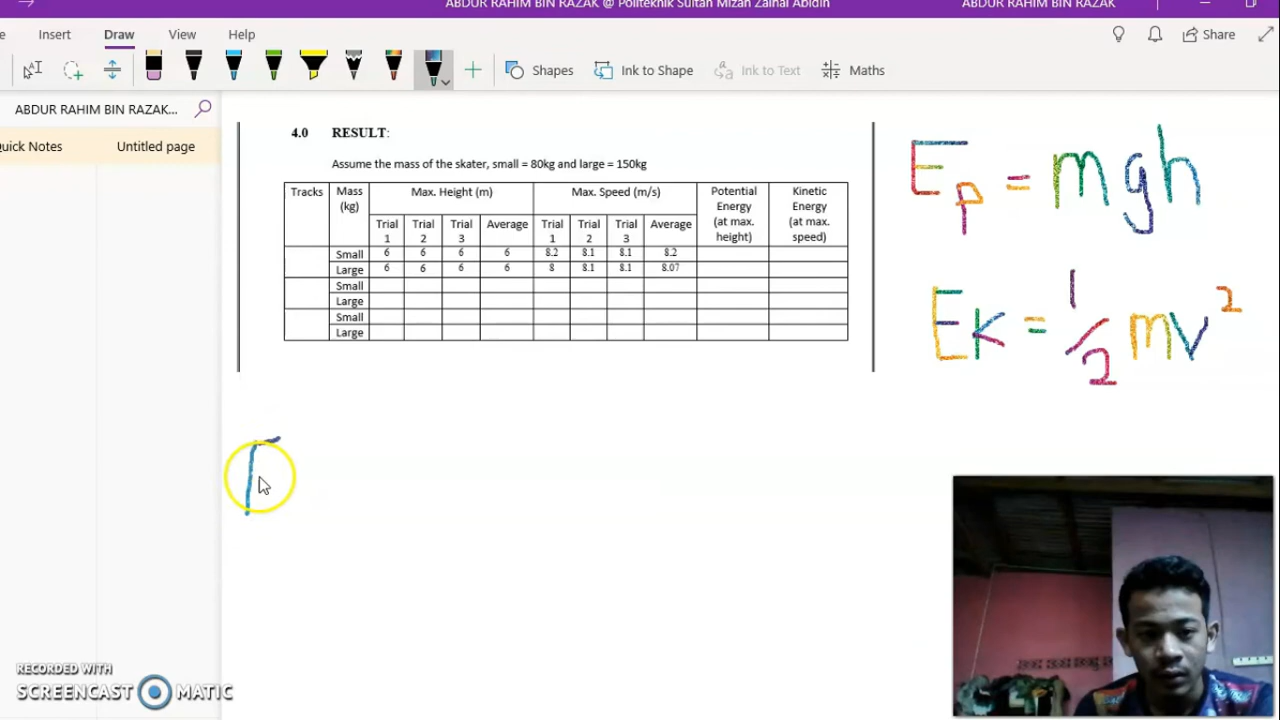 ABDUR RAHIM BIN RAZAK @ Politeknik Sultan Mizan Zainal Abidin
ABDUR RAHIM BIN RAZAK
Insert Draw View Help
Share
Shapes Ink to Shape Ink to Text Maths
ABDUR RAHIM BIN RAZAK...
uick Notes Untitled page
4.0 RESULT:
Assume the mass of the skater, small = 80kg and large = 150kg
Tracks Mass (kg) Max. Height (m) Max. Speed (m/s) Potential Energy (at max. height) Kinetic Energy (at max. speed)
Trial 1 Trial 2 Trial 3 Average Trial 1 Trial 2 Trial 3 Average
Small 6 6 6 6 8.2 8.1 8.1 8.2
Large 6 6 6 6 8 8.1 8.1 8.07
Small
Large
Small
Large
Ep = mgh
Ek = 1/2 mv²
RECORDED WITH
SCREENCAST MATIC